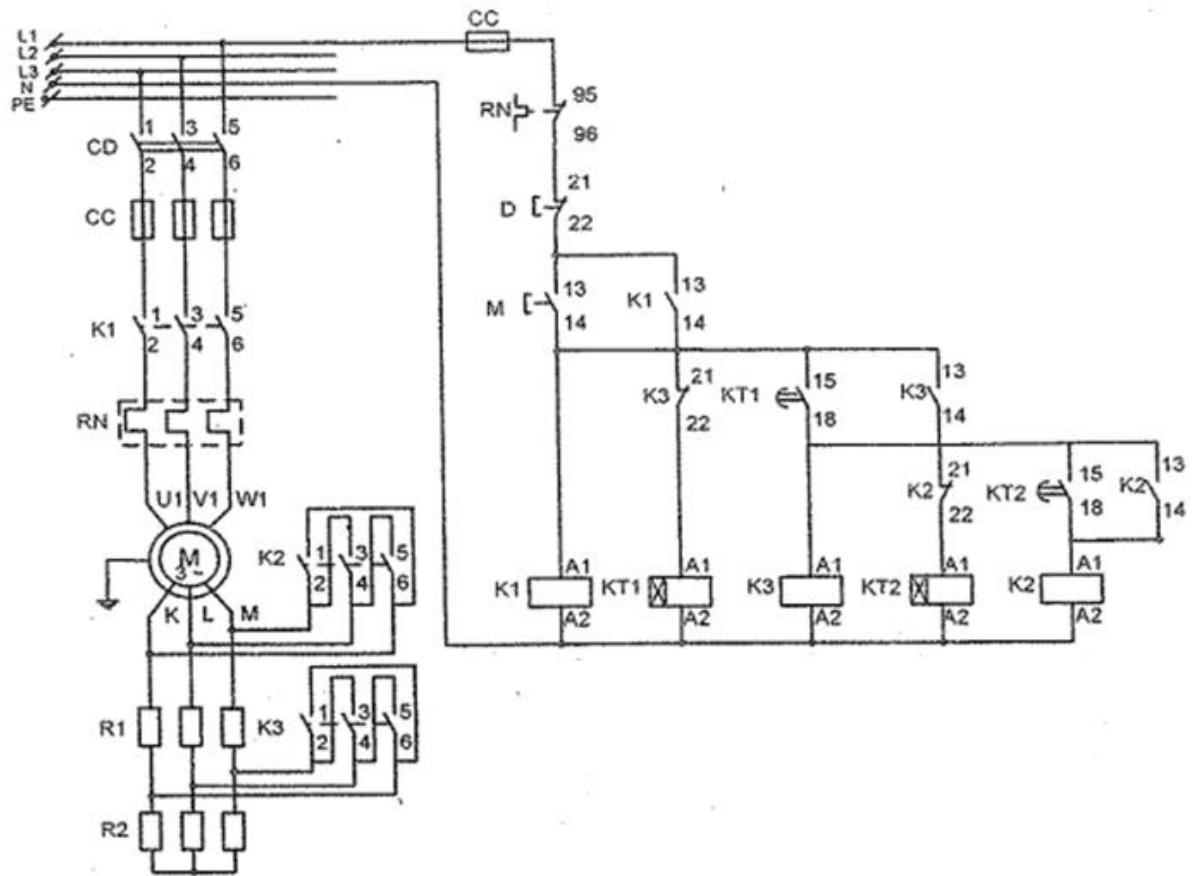 L1
L2
L3
N
PE
CC
CD
1 3 5
2 4 6
CC
K1
1 3 5
2 4 6
RN
U1 V1 W1
M
3~
K L M
K2
1 3 5
2 4 6
R1
K3
1 3 5
2 4 6
R2
RN
95
96
D
21
22
M
13
14
K1
13
14
K3
21
22
KT1
15
18
K3
13
14
K2
21
22
KT2
15
18
K2
13
14
K1
A1
A2
KT1
A1
A2
K3
A1
A2
KT2
A1
A2
K2
A1
A2